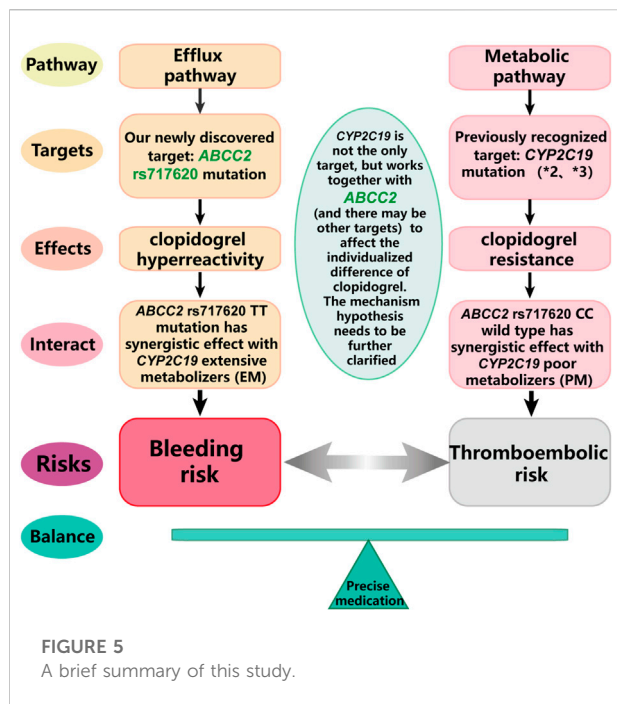 Pathway
Efflux
pathway
Metabolic
pathway
Targets
Our newly discovered
target: ABCC2
rs717620 mutation
CYP2C19 is
not the only
target, but works
together with
ABCC2
(and there may be
other targets) to
affect the
individualized
difference of
clopidogrel.
The mechanism
hypothesis
needs to be
further
clarified
Previously recognized
target: CYP2C19
mutation (*2、*3)
Effects
clopidogrel
hyperreactivity
clopidogrel
resistance
Interact
ABCC2 rs717620 TT
mutation has
synergistic effect with
CYP2C19 extensive
metabolizers (EM)
ABCC2 rs717620 CC
wild type has
synergistic effect with
CYP2C19 poor
metabolizers (PM)
Risks
Bleeding
risk
Thromboembolic
risk
Balance
Precise
medication
FIGURE 5
A brief summary of this study.